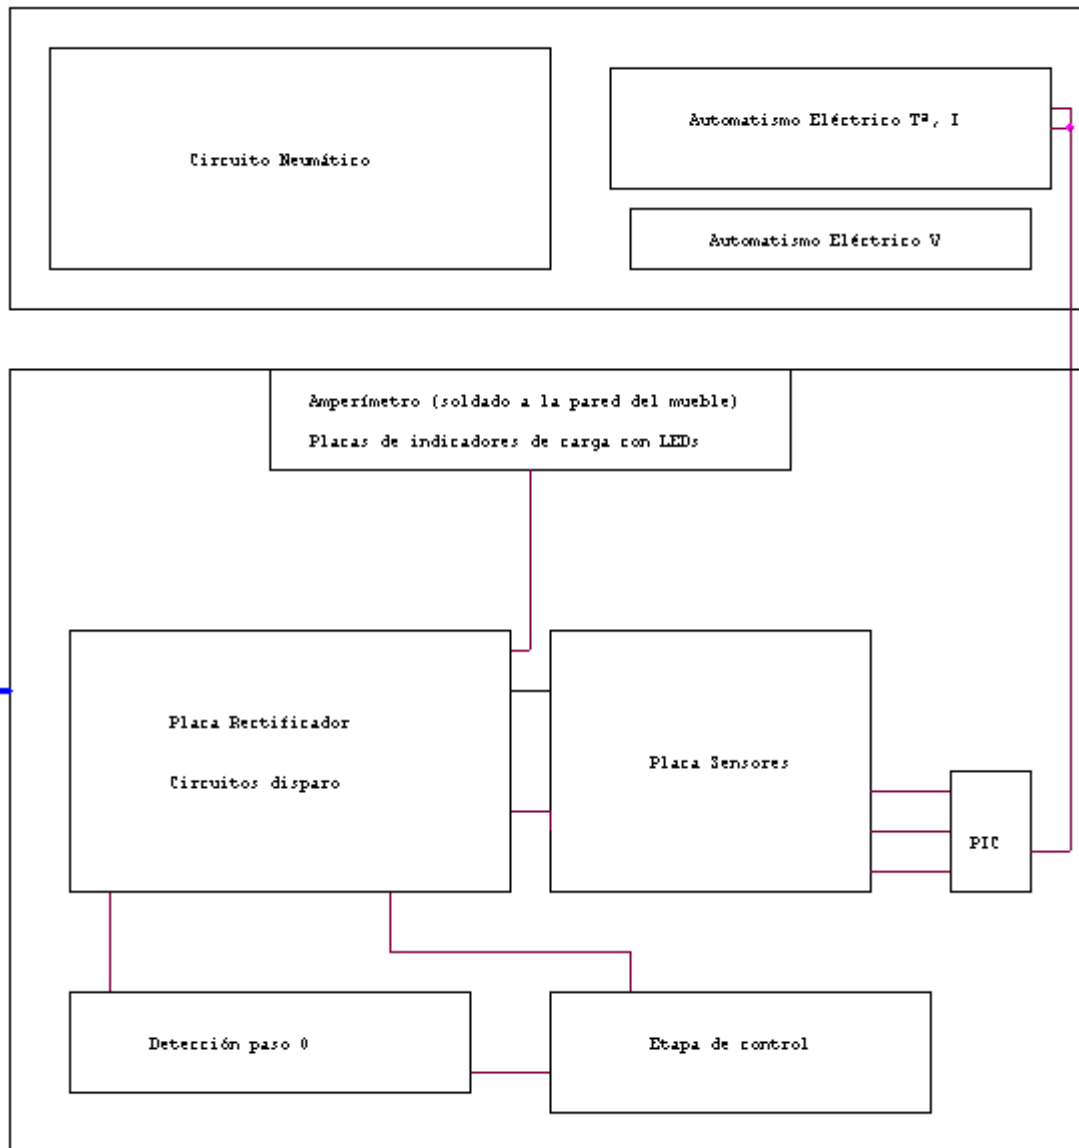 Circuito Neumático
Automatismo Eléctrico Tª, I
Automatismo Eléctrico V
Amperímetro (soldado a la pared del mueble)
Placas de indicadores de carga con LEDs
Placa Rectificador
Circuitos disparo
Placa Sensores
PIC
Detección paso 0
Etapa de control